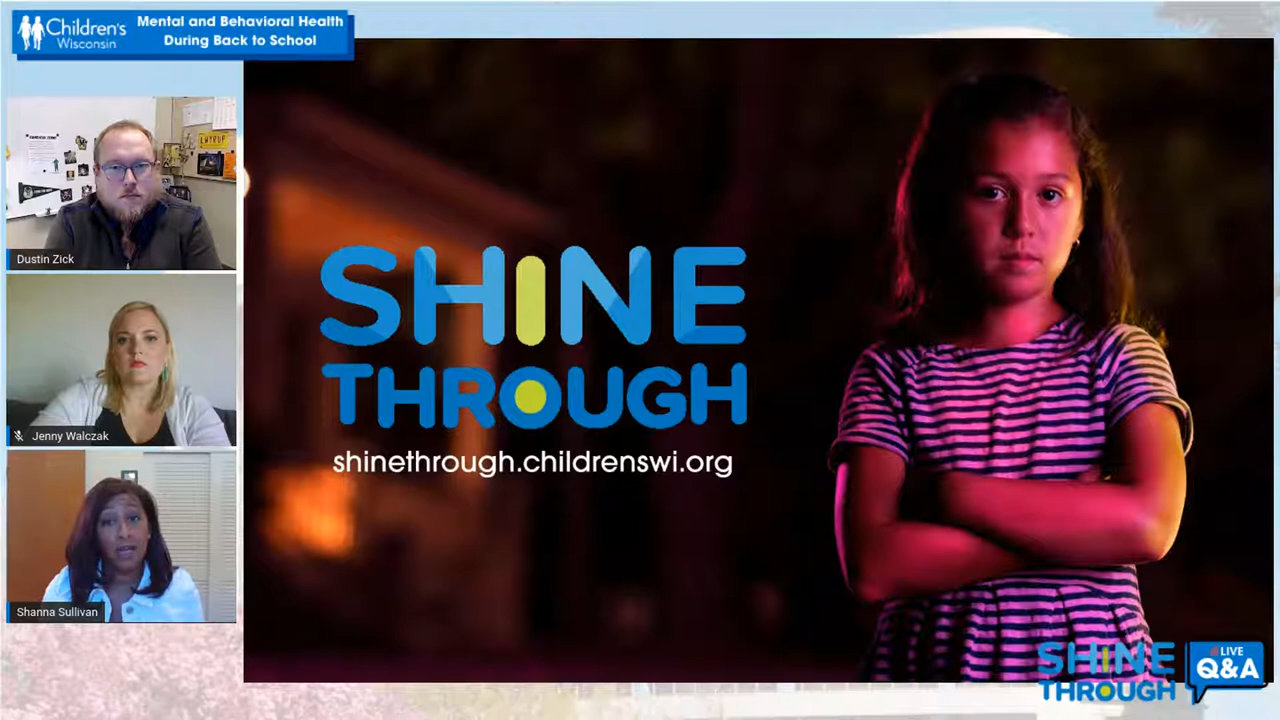 Children's
Wisconsin
Mental and Behavioral Health
During Back to School
Dustin Zick
Jenny Walczak
Shanna Sullivan
SHINE
THROUGH
shinethrough.childrenswi.org
SHINE
THROUGH
LIVE
Q&A